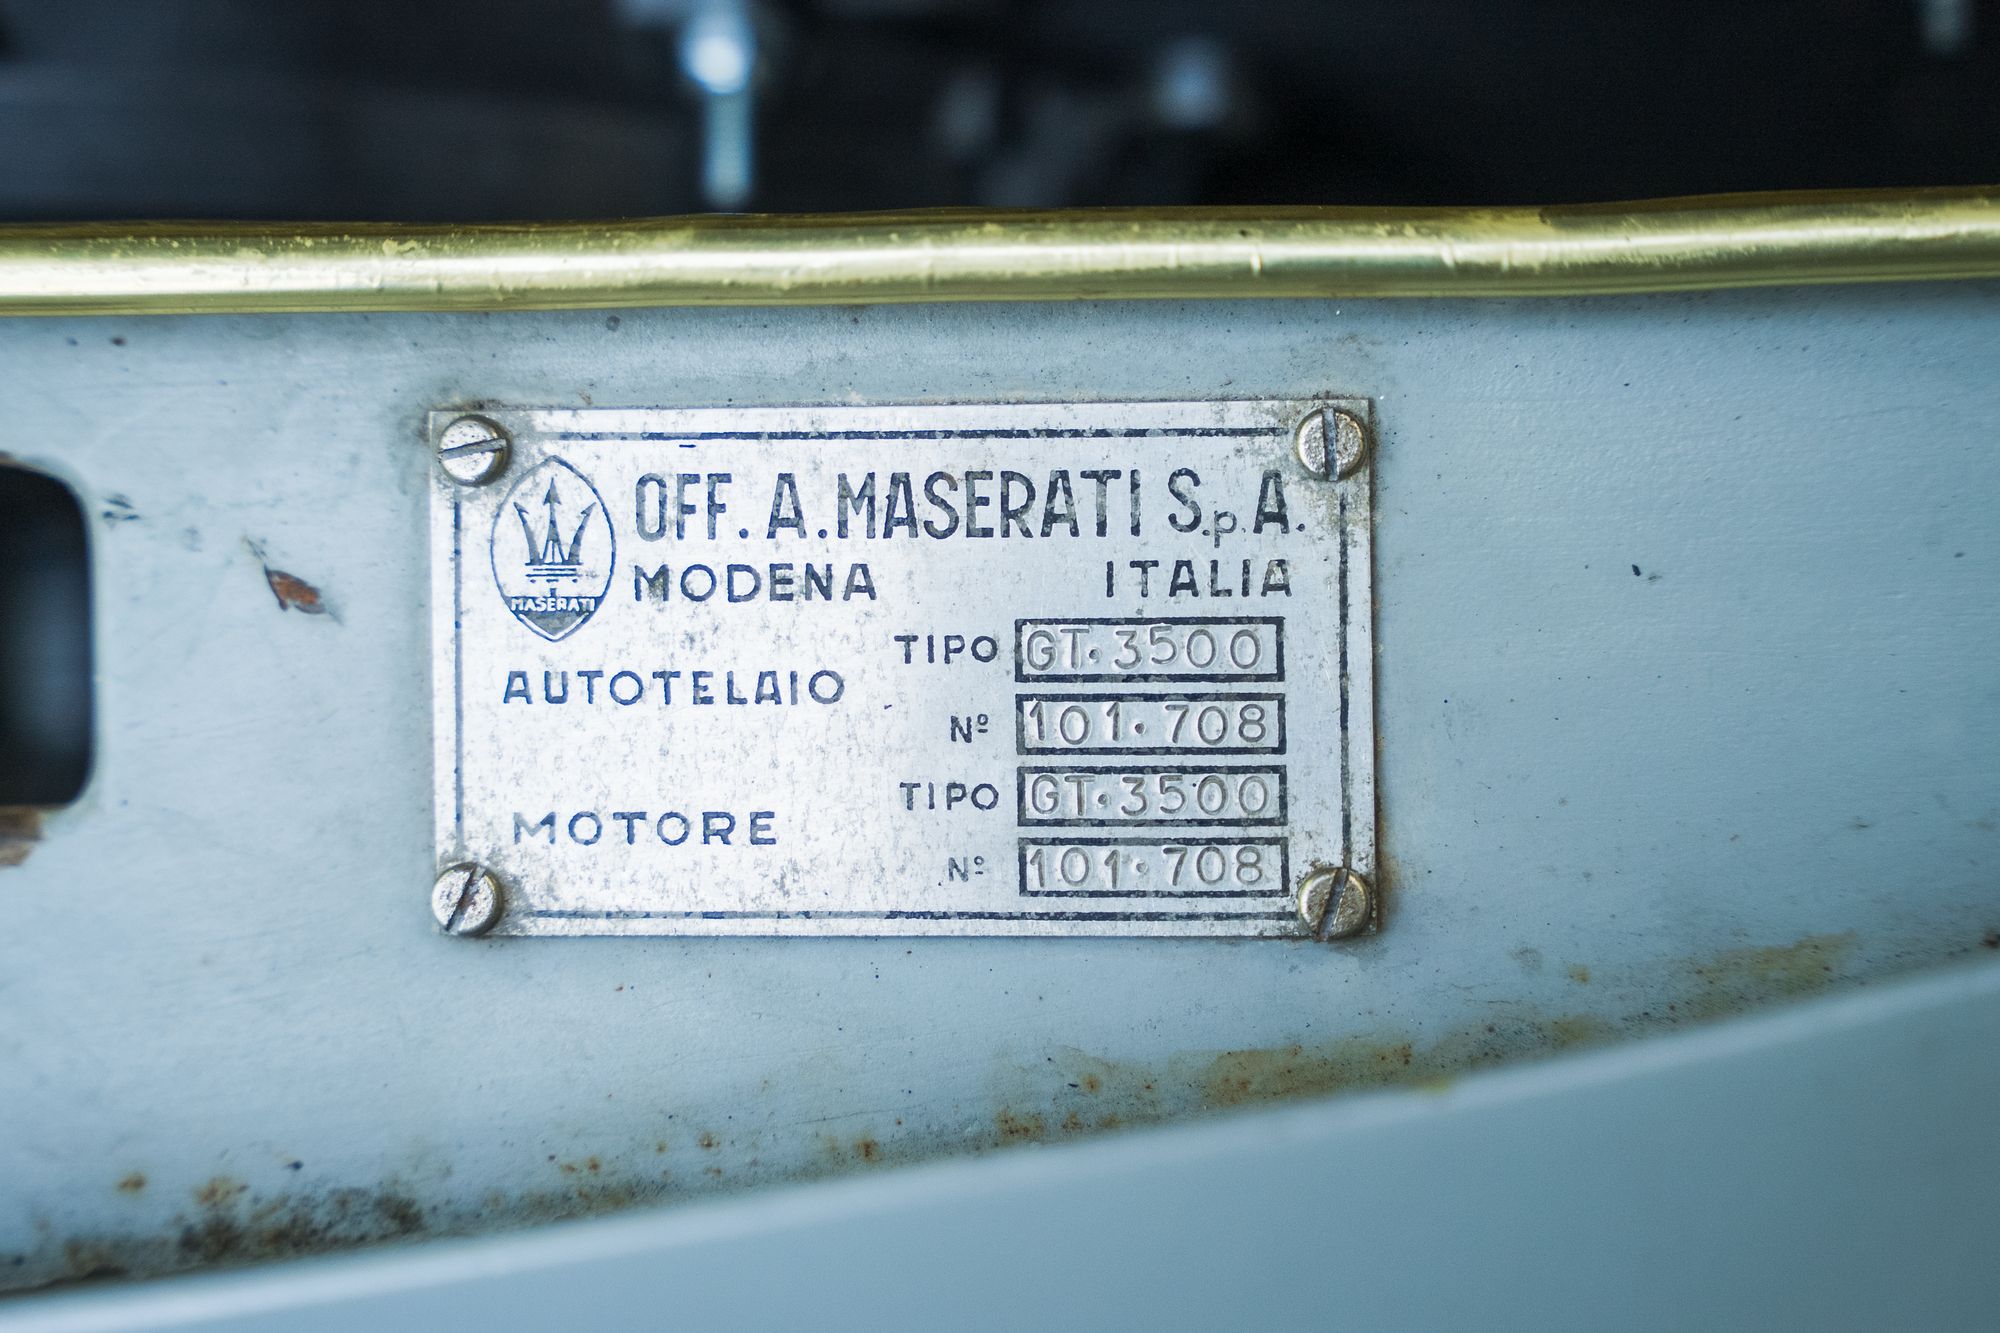 OFF. A. MASERATI S.p.A.
MODENA ITALIA
MASERATI
TIPO GT·3500
AUTOTELAIO
Nº 101·708
TIPO GT·3500
MOTORE
Nº 101·708